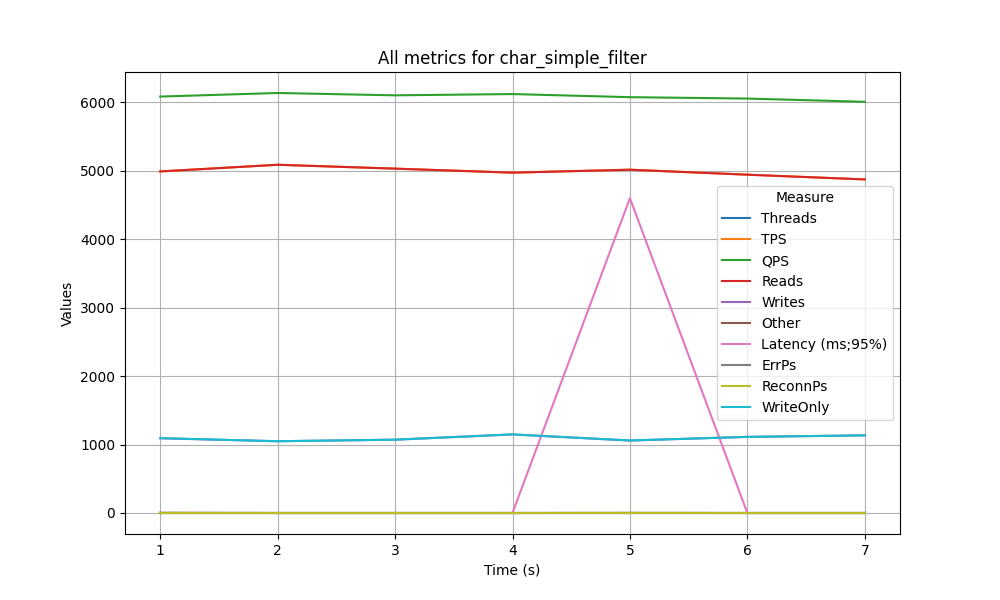 All metrics for char_simple_filter
Values
6000
5000
4000
3000
2000
1000
0
Measure
Threads
TPS
QPS
Reads
Writes
Other
Latency (ms;95%)
ErrPs
ReconnPs
WriteOnly
1 2 3 4 5 6 7
Time (s)